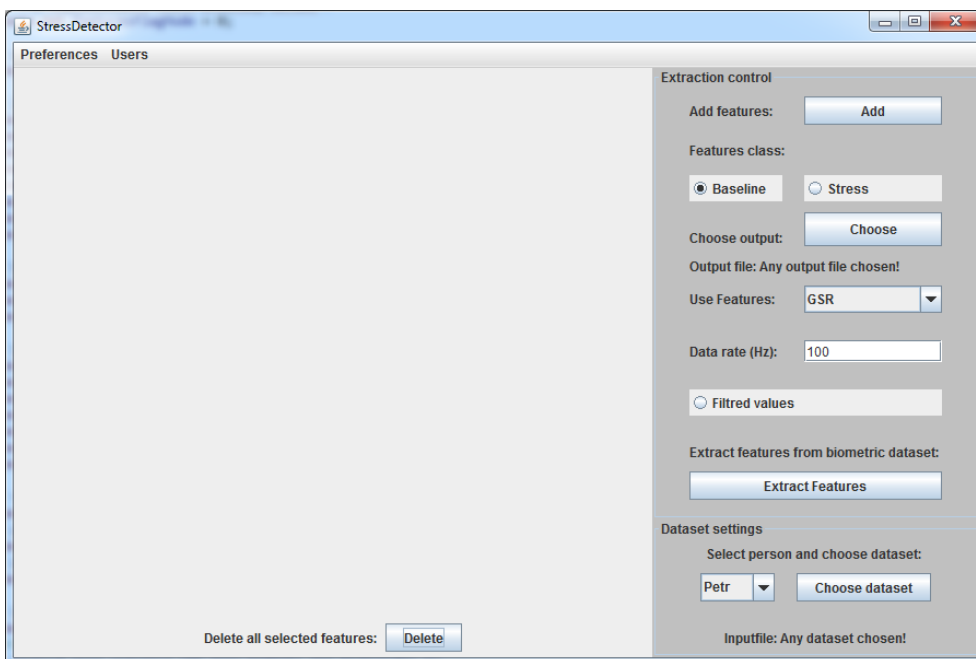 StressDetector
Preferences Users
Extraction control
Add features: Add
Features class:
Baseline Stress
Choose output: Choose
Output file: Any output file chosen!
Use Features: GSR
Data rate (Hz): 100
Filtred values
Extract features from biometric dataset:
Extract Features
Dataset settings
Select person and choose dataset:
Petr Choose dataset
Inputfile: Any dataset chosen!
Delete all selected features: Delete